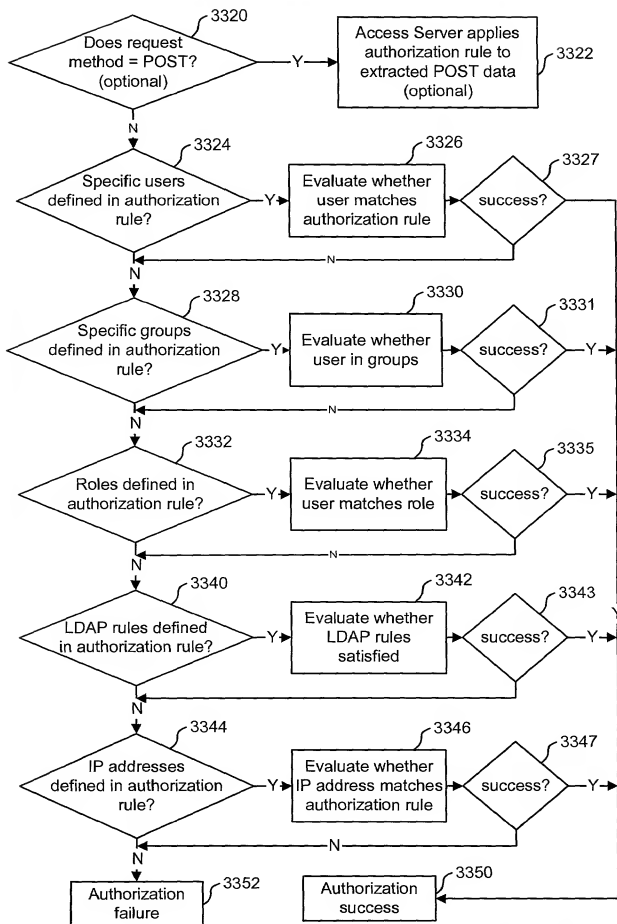 3320
Does request
method = POST?
(optional)
Y
Access Server applies
authorization rule to
extracted POST data
(optional)
3322
N
3324
Specific users
defined in authorization
rule?
Y
3326
Evaluate whether
user matches
authorization rule
3327
success?
N
N
3328
Specific groups
defined in authorization
rule?
Y
3330
Evaluate whether
user in groups
3331
success?
Y
N
N
3332
Roles defined in
authorization rule?
Y
3334
Evaluate whether
user matches role
3335
success?
Y
N
N
3340
LDAP rules defined
in authorization rule?
Y
3342
Evaluate whether
LDAP rules
satisfied
3343
success?
Y
Y
N
3344
IP addresses
defined in authorization
rule?
Y
3346
Evaluate whether
IP address matches
authorization rule
3347
success?
Y
N
N
Authorization
failure
3352
Authorization
success
3350